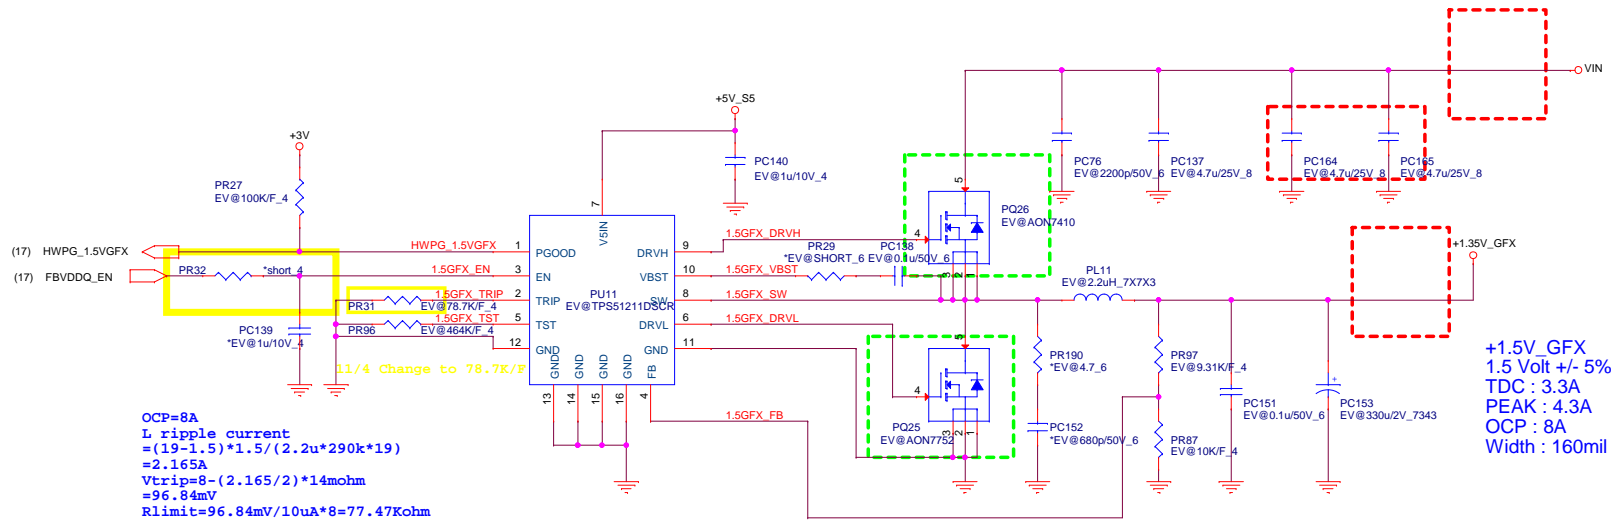 VIN
+5V_S5
+3V
PC140
EV@1u/10V_4
PC76
EV@2200p/50V_6
PC137
EV@4.7u/25V_8
PC164
EV@4.7u/25V_8
PC165
EV@4.7u/25V_8
PR27
EV@100K/F_4
7
V5IN
5
4
3
2
1
PQ26
EV@AON7410
(17) HWPG_1.5VGFX
HWPG_1.5VGFX
1
PGOOD
DRVH
9
1.5GFX_DRVH
+1.35V_GFX
(17) FBVDDQ_EN
PR32
*short_4
1.5GFX_EN
3
EN
VBST
10
1.5GFX_VBST
PR29
*EV@SHORT_6
PC138
EV@0.1u/50V_6
PL11
EV@2.2uH_7X7X3
1.5GFX_TRIP
2
TRIP
PR31
EV@78.7K/F_4
PU11
EV@TPS51211DSCR
SW
8
1.5GFX_SW
1.5GFX_TST
5
TST
PR96
EV@464K/F_4
DRVL
6
1.5GFX_DRVL
12
GND
GND
11
PC139
*EV@1u/10V_4
11/4 Change to 78.7K/F
GND
GND
GND
GND
FB
13
14
15
16
4
1.5GFX_FB
5
4
3
2
1
PQ25
EV@AON7752
PR190
*EV@4.7_6
PC152
*EV@680p/50V_6
PR97
EV@9.31K/F_4
PR87
EV@10K/F_4
PC151
EV@0.1u/50V_6
+
PC153
EV@330u/2V_7343
+1.5V_GFX
1.5 Volt +/- 5%
TDC : 3.3A
PEAK : 4.3A
OCP : 8A
Width : 160mil
OCP=8A
L ripple current
=(19-1.5)*1.5/(2.2u*290k*19)
=2.165A
Vtrip=8-(2.165/2)*14mohm
=96.84mV
Rlimit=96.84mV/10uA*8=77.47Kohm